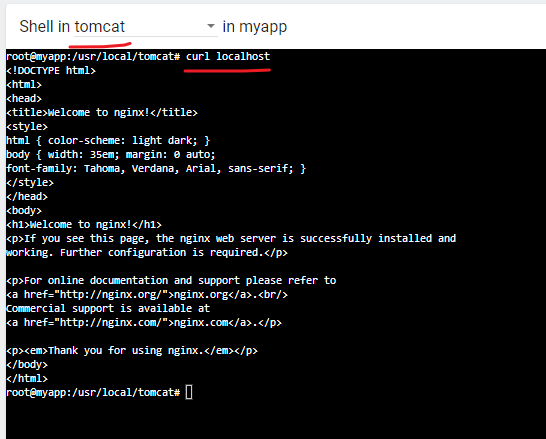 Shell in tomcat in myapp
root@myapp:/usr/local/tomcat# curl localhost
<!DOCTYPE html>
<html>
<head>
<title>Welcome to nginx!</title>
<style>
html { color-scheme: light dark; }
body { width: 35em; margin: 0 auto;
font-family: Tahoma, Verdana, Arial, sans-serif; }
</style>
</head>
<body>
<h1>Welcome to nginx!</h1>
<p>If you see this page, the nginx web server is successfully installed and
working. Further configuration is required.</p>

<p>For online documentation and support please refer to
<a href="http://nginx.org/">nginx.org</a>.<br/>
Commercial support is available at
<a href="http://nginx.com/">nginx.com</a>.</p>

<p><em>Thank you for using nginx.</em></p>
</body>
</html>
root@myapp:/usr/local/tomcat#